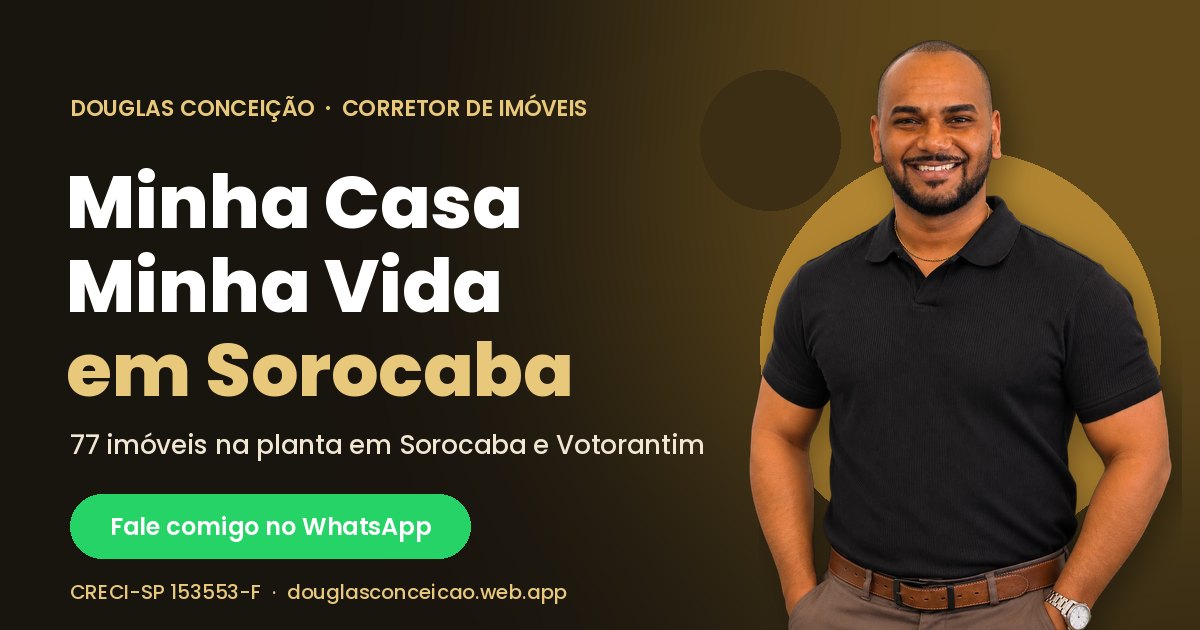 DOUGLAS CONCEIÇÃO · CORRETOR DE IMÓVEIS
Minha Casa
Minha Vida
em Sorocaba
77 imóveis na planta em Sorocaba e Votorantim
Fale comigo no WhatsApp
CRECI-SP 153553-F · douglasconceicao.web.app